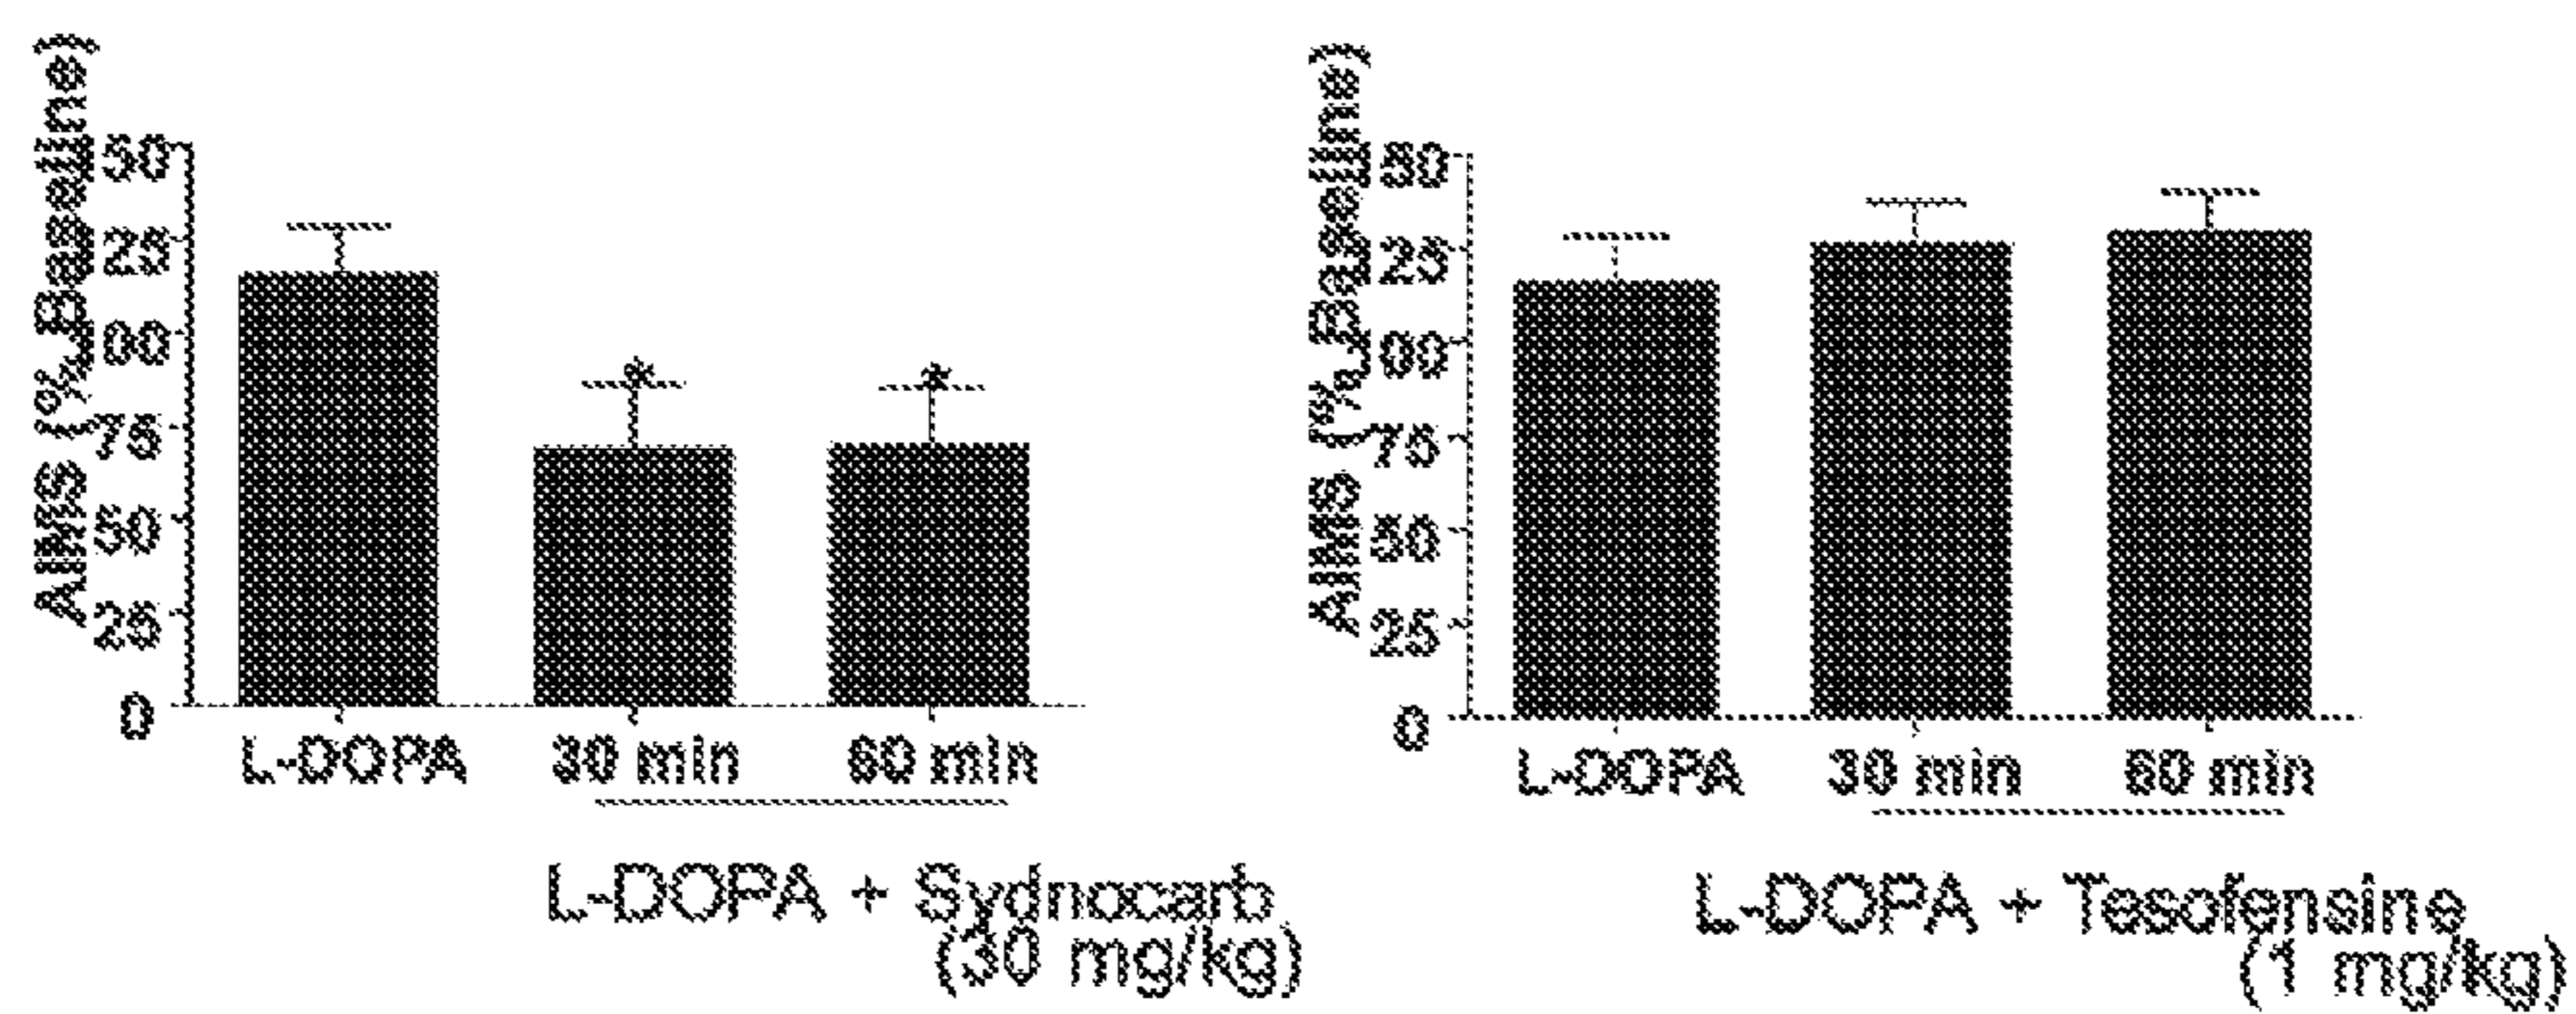 AIMS (% Baseline)
150
125
100
75
50
25
0
L-DOPA 30 min 60 min
* *
L-DOPA + Sydnocarb
(30 mg/kg)
AIMS (% Baseline)
150
125
100
75
50
25
0
L-DOPA 30 min 60 min
L-DOPA + Tesofensine
(1 mg/kg)